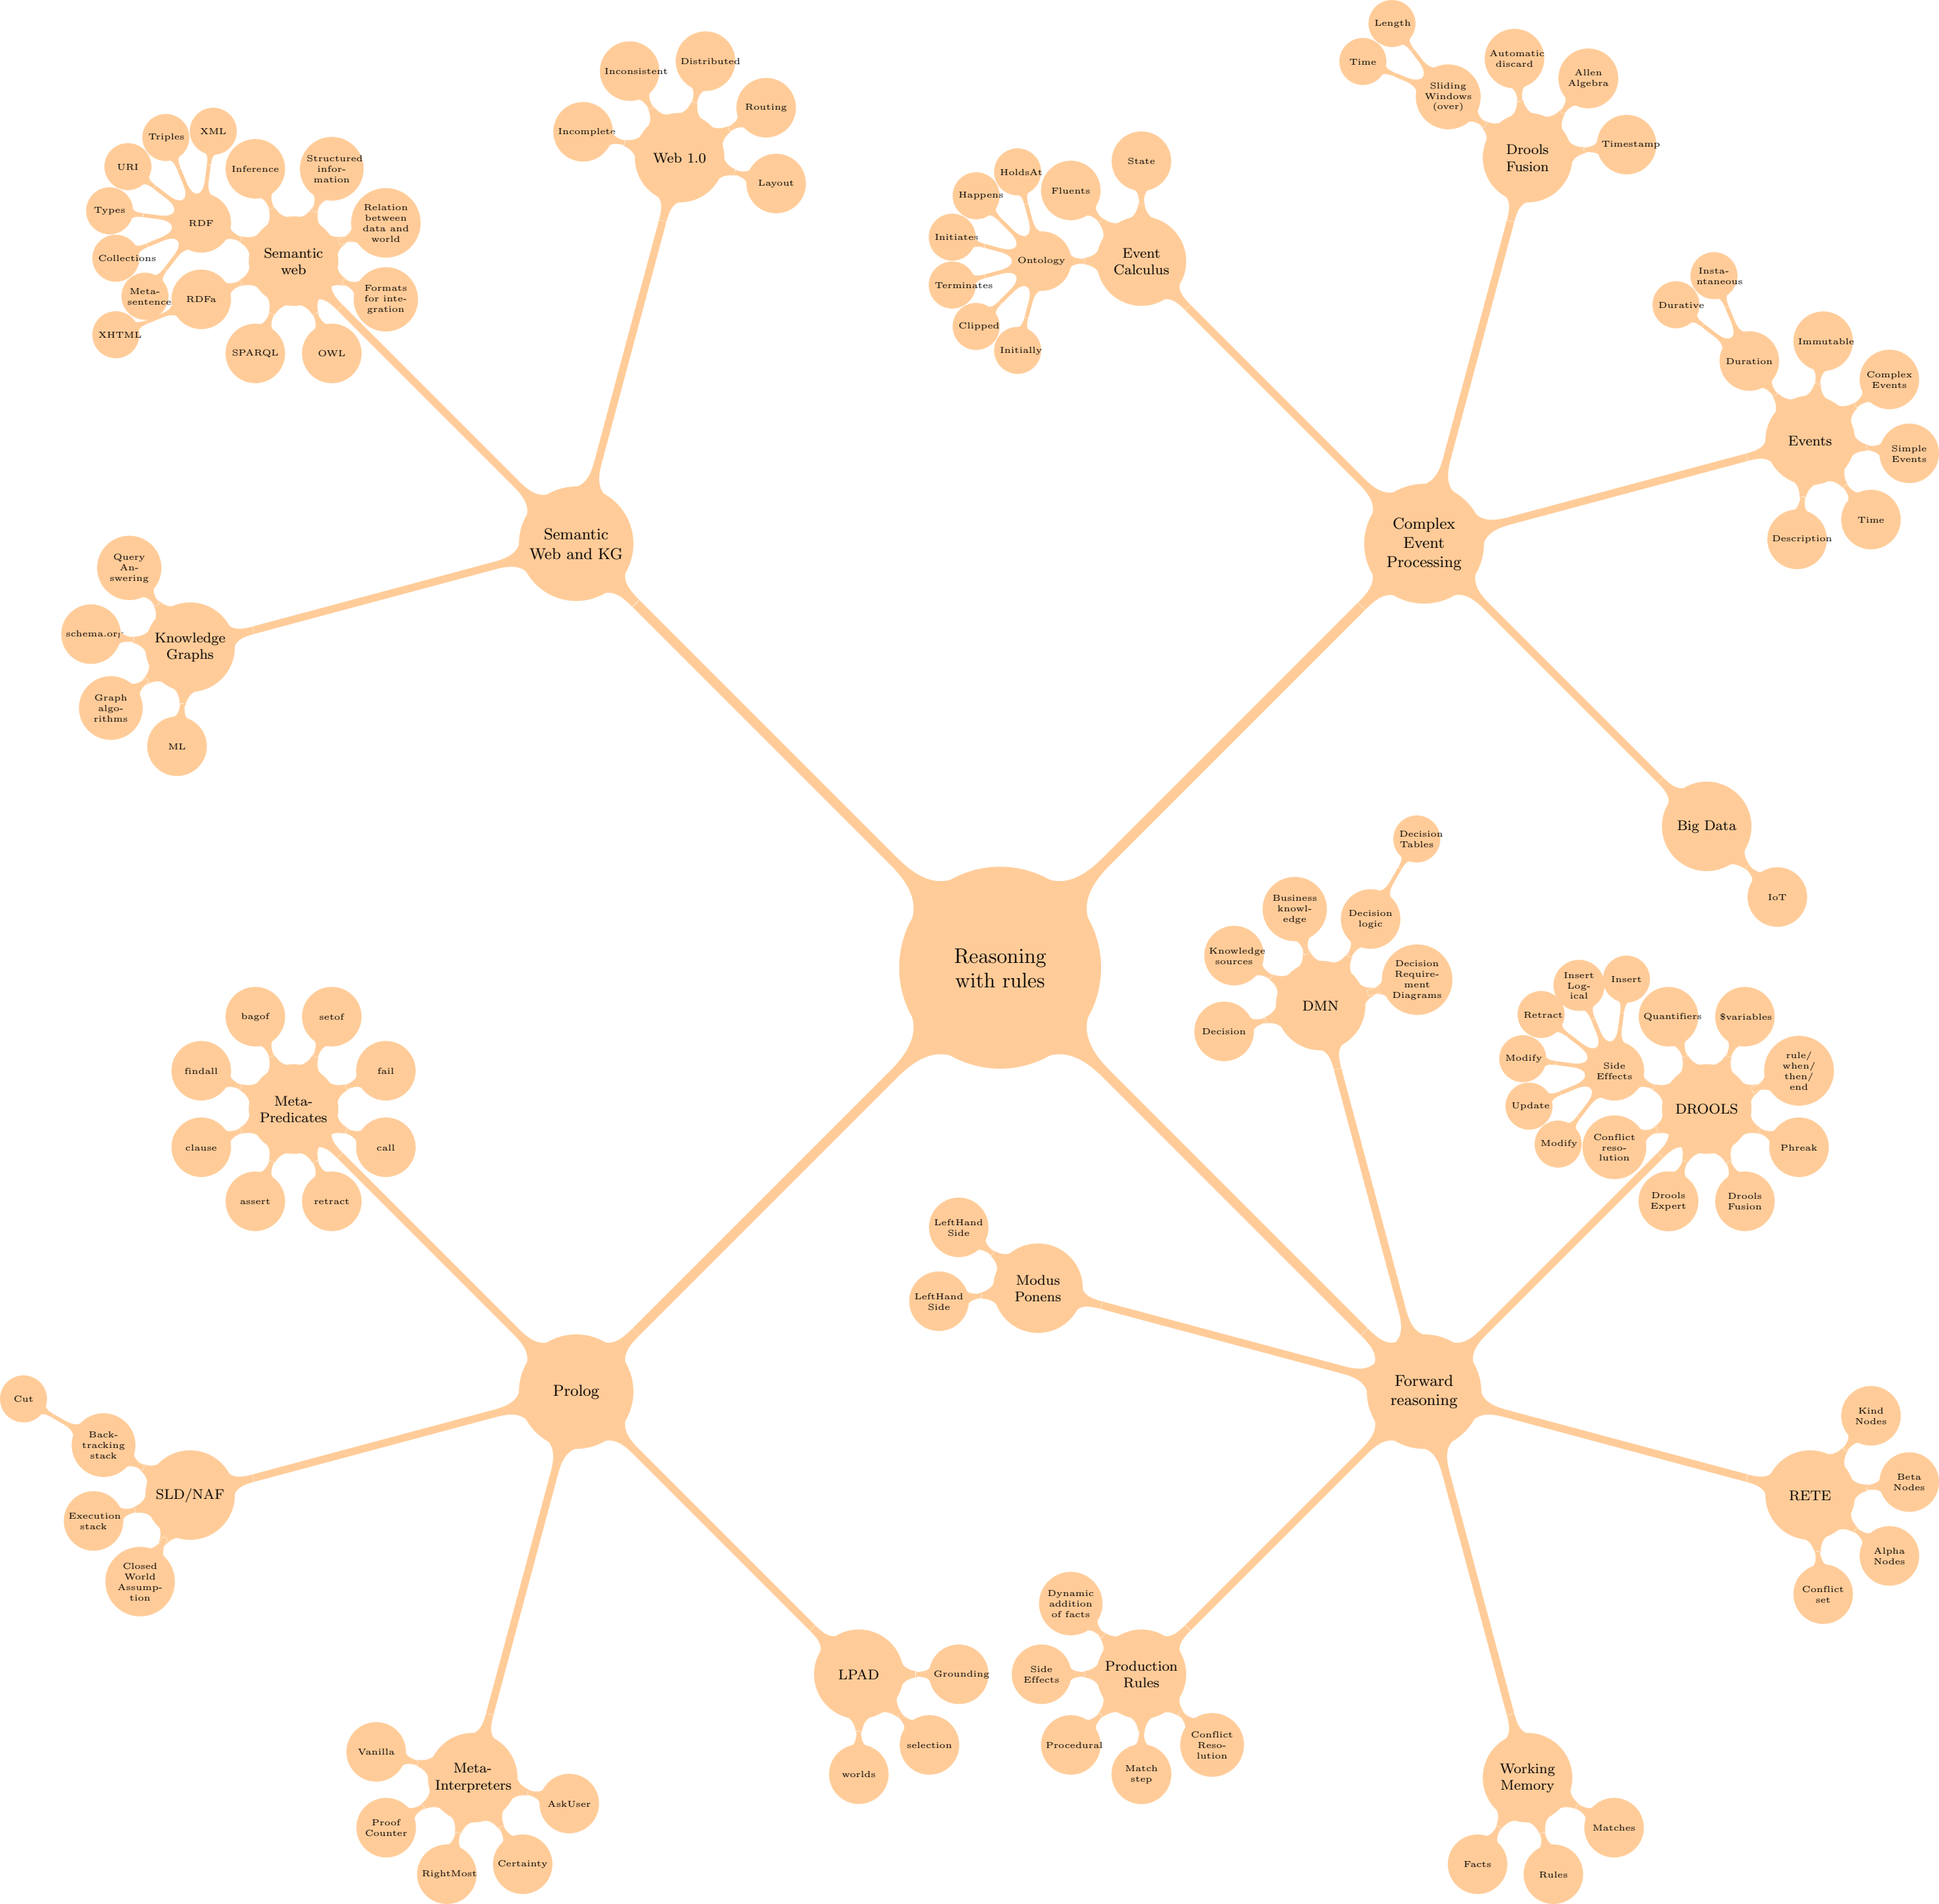 Reasoning
with rules
Semantic
Web and KG
Web 1.0
Incomplete
Inconsistent
Distributed
Routing
Layout
Semantic
web
RDF
XML
Triples
URI
Types
Collections
Meta-
sentence
RDFa
XHTML
Inference
Structured
infor-
mation
Relation
between
data and
world
Formats
for inte-
gration
OWL
SPARQL
Knowledge
Graphs
Query
An-
swering
schema.org
Graph
algo-
rithms
ML
Complex
Event
Processing
Event
Calculus
State
Fluents
Ontology
HoldsAt
Happens
Initiates
Terminates
Clipped
Initially
Drools
Fusion
Sliding
Windows
(over)
Length
Time
Automatic
discard
Allen
Algebra
Timestamp
Events
Duration
Insta-
ntaneous
Durative
Immutable
Complex
Events
Simple
Events
Time
Description
Big Data
IoT
Prolog
Meta-
Predicates
bagof
setof
findall
fail
clause
call
assert
retract
SLD/NAF
Back-
tracking
stack
Cut
Execution
stack
Closed
World
Assump-
tion
Meta-
Interpreters
Vanilla
Proof
Counter
RightMost
Certainty
AskUser
LPAD
Grounding
selection
worlds
Forward
reasoning
DMN
Decision
Knowledge
sources
Business
knowl-
edge
Decision
logic
Decision
Tables
Decision
Require-
ment
Diagrams
DROOLS
Side
Effects
Insert
Insert
Log-
ical
Retract
Modify
Update
Modify
Quantifiers
$variables
rule/
when/
then/
end
Phreak
Drools
Fusion
Drools
Expert
Conflict
reso-
lution
Modus
Ponens
LeftHand
Side
LeftHand
Side
RETE
Kind
Nodes
Beta
Nodes
Alpha
Nodes
Conflict
set
Production
Rules
Dynamic
addition
of facts
Side
Effects
Procedural
Match
step
Conflict
Reso-
lution
Working
Memory
Facts
Rules
Matches